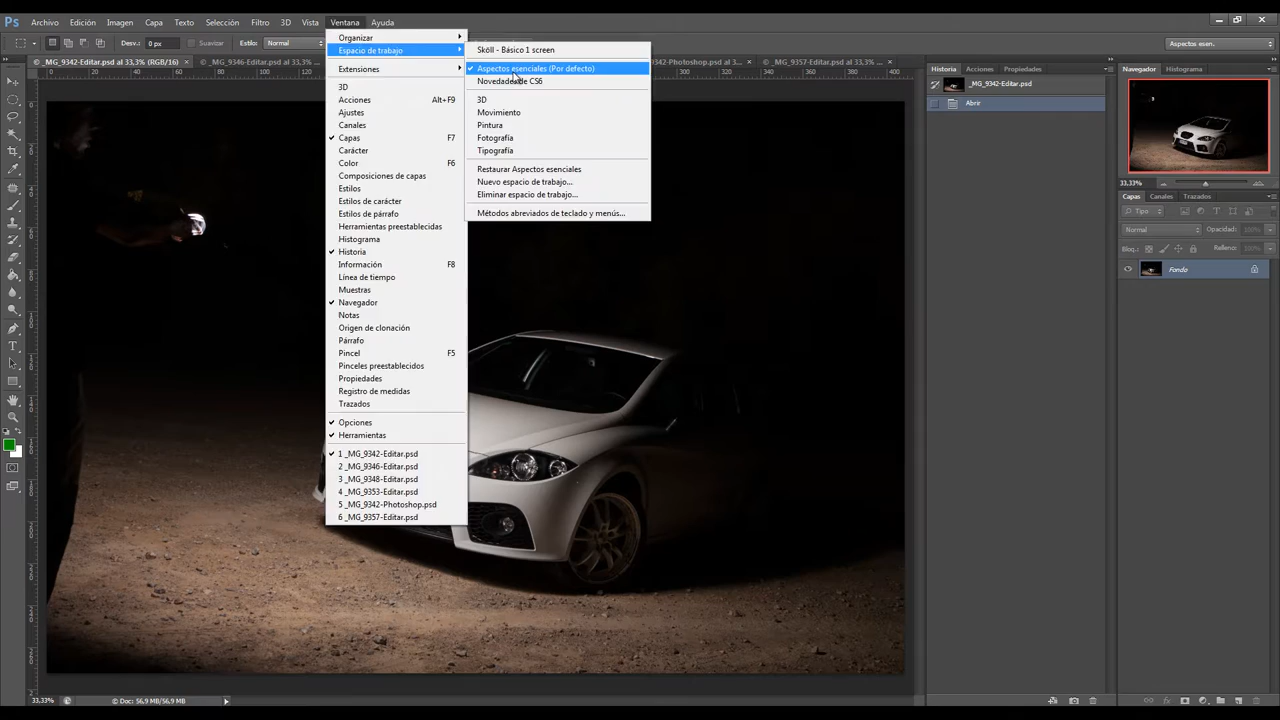 Ps Archivo Edición Imagen Capa Texto Selección Filtro 3D Vista Ventana Ayuda
Desv.: 0 px Suavizar Estilo: Normal Aspectos esen.
_MG_9342-Editar.psd al 33,3% (RGB/16) × _MG_9346-Editar.psd al 33,3% × 2-Photoshop.psd al 33,3% × _MG_9357-Editar.psd al 33,3% ×
Organizar
Espacio de trabajo
Extensiones
3D
Acciones Alt+F9
Ajustes
Canales
Capas F7
Carácter
Color F6
Composiciones de capas
Estilos
Estilos de carácter
Estilos de párrafo
Herramientas preestablecidas
Histograma
Historia
Información F8
Línea de tiempo
Muestras
Navegador
Notas
Origen de clonación
Párrafo
Pincel F5
Pinceles preestablecidos
Propiedades
Registro de medidas
Trazados
Opciones
Herramientas
1 _MG_9342-Editar.psd
2 _MG_9346-Editar.psd
3 _MG_9348-Editar.psd
4 _MG_9353-Editar.psd
5 _MG_9342-Photoshop.psd
6 _MG_9357-Editar.psd
Sköll - Básico 1 screen
Aspectos esenciales (Por defecto)
Novedades de CS6
3D
Movimiento
Pintura
Fotografía
Tipografía
Restaurar Aspectos esenciales
Nuevo espacio de trabajo...
Eliminar espacio de trabajo...
Métodos abreviados de teclado y menús...
Historia Acciones Propiedades
_MG_9342-Editar.psd
Abrir
Navegador Histograma
33,33%
Capas Canales Trazados
Tipo
Normal Opacidad: 100%
Bloq.: Relleno: 100%
Fondo
33,33% Doc: 56,9 MB/56,9 MB